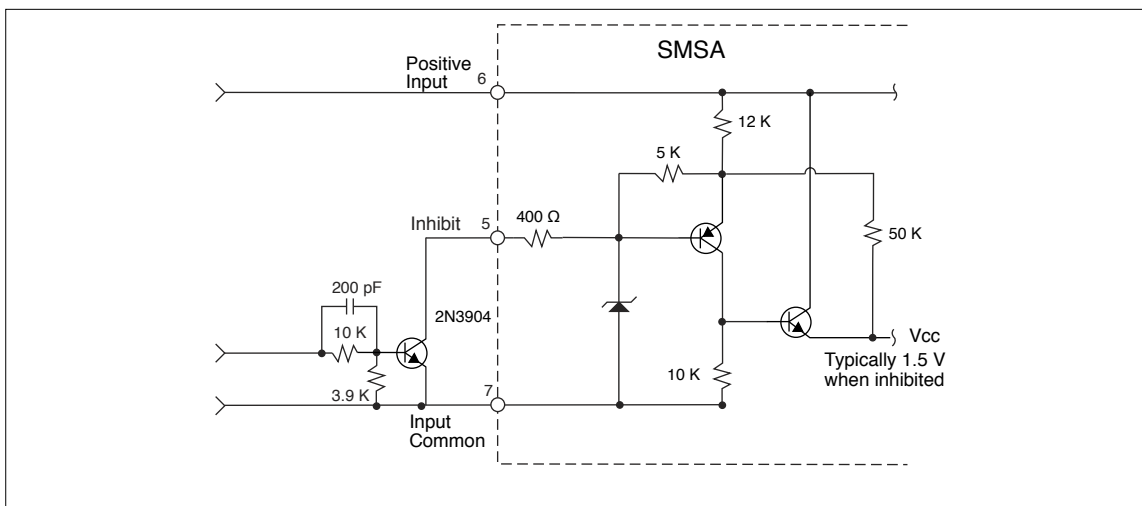 SMSA
Positive
Input
6
12 K
5 K
Inhibit
5
400 Ω
50 K
200 pF
2N3904
10 K
Vcc
Typically 1.5 V
when inhibited
10 K
3.9 K
7
Input
Common